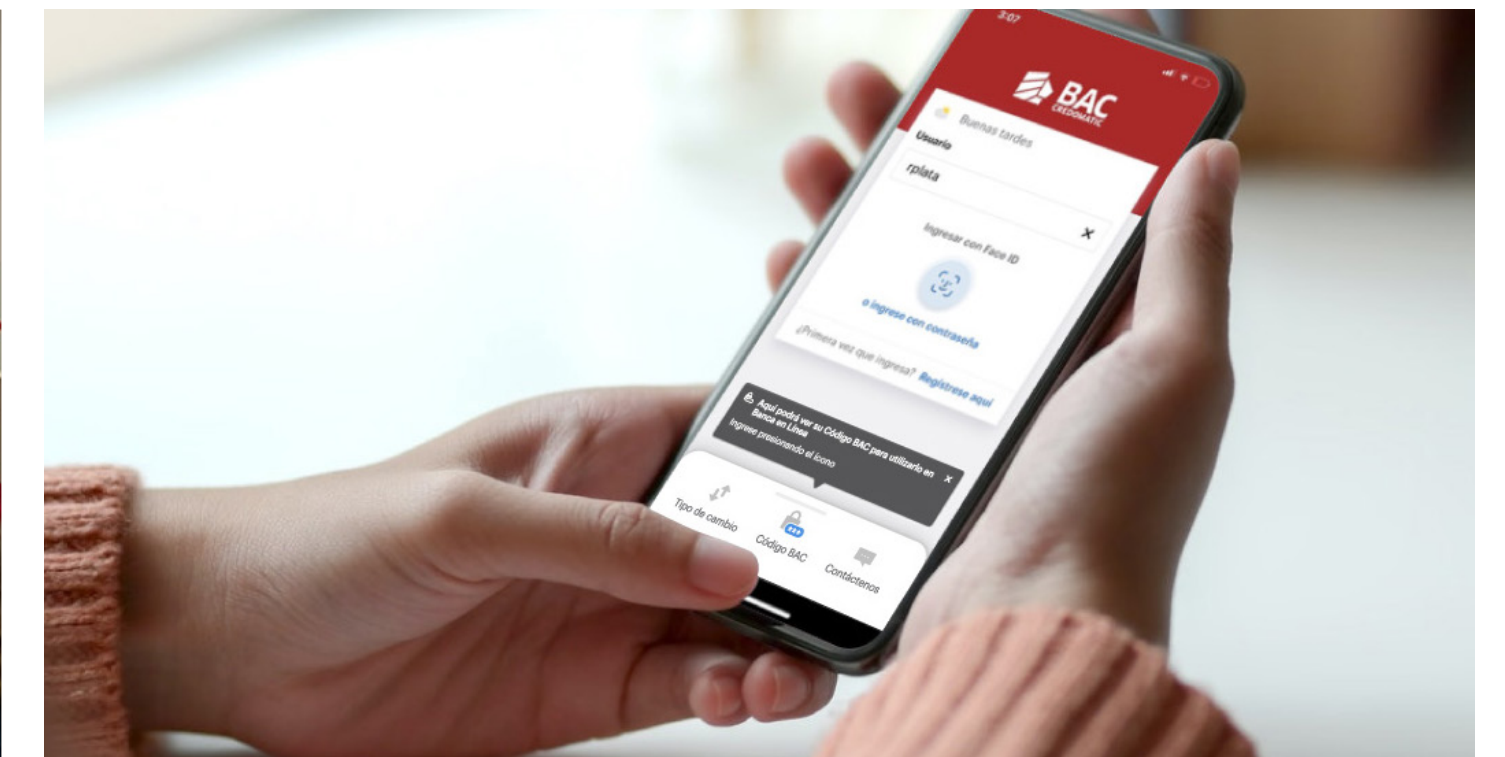 3:07
BAC
CREDOMATIC
Buenas tardes
Usuario
rplata
Ingresar con Face ID
o ingrese con contraseña
¿Primera vez que ingresa? Regístrese aquí
Aquí podrá ver su Código BAC para utilizarlo en
Banca en Línea
Ingrese presionando el ícono
Tipo de cambio
Código BAC
Contáctenos